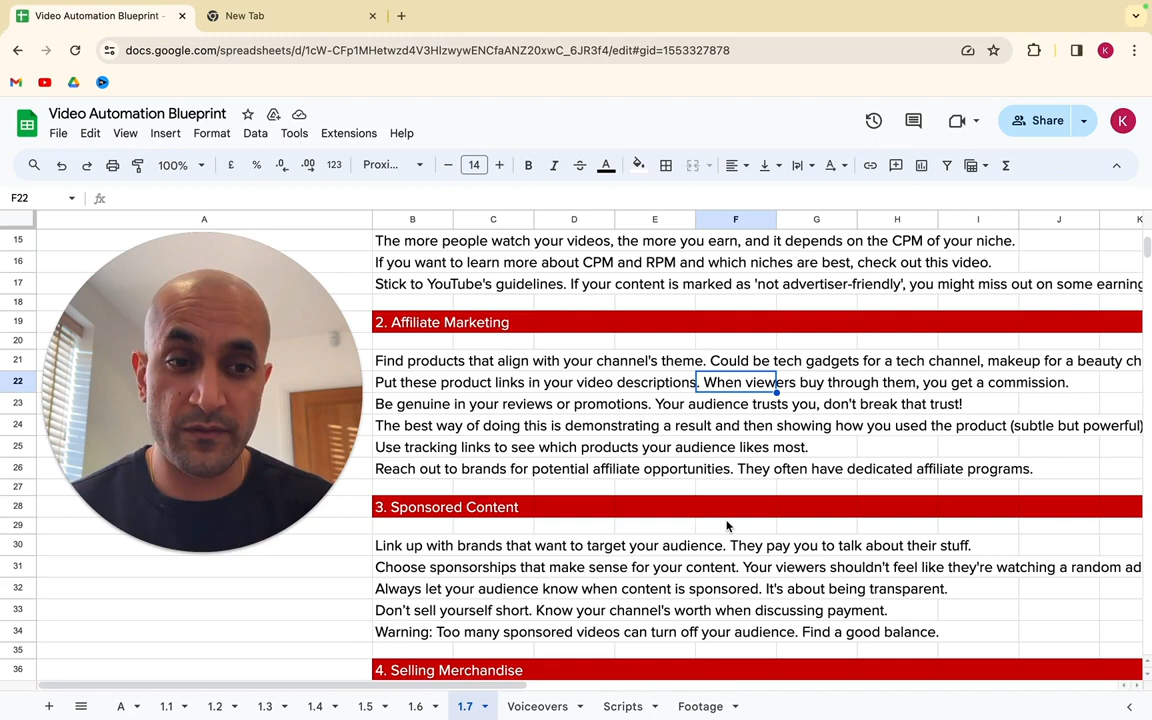 Video Automation Blueprint -
New Tab
docs.google.com/spreadsheets/d/1cW-CFp1MHetwzd4V3HIzwywENCfaANZ20xwC_6JR3f4/edit#gid=1553327878
K
Video Automation Blueprint
File Edit View Insert Format Data Tools Extensions Help
Share
K
100% £ % .0 .00 123 Proxi... 14 B I A Σ
F22 fx
A B C D E F G H I J K
15 The more people watch your videos, the more you earn, and it depends on the CPM of your niche.
16 If you want to learn more about CPM and RPM and which niches are best, check out this video.
17 Stick to YouTube's guidelines. If your content is marked as 'not advertiser-friendly', you might miss out on some earning
18
19 2. Affiliate Marketing
20
21 Find products that align with your channel's theme. Could be tech gadgets for a tech channel, makeup for a beauty ch
22 Put these product links in your video descriptions. When viewers buy through them, you get a commission.
23 Be genuine in your reviews or promotions. Your audience trusts you, don't break that trust!
24 The best way of doing this is demonstrating a result and then showing how you used the product (subtle but powerful)
25 Use tracking links to see which products your audience likes most.
26 Reach out to brands for potential affiliate opportunities. They often have dedicated affiliate programs.
27
28 3. Sponsored Content
29
30 Link up with brands that want to target your audience. They pay you to talk about their stuff.
31 Choose sponsorships that make sense for your content. Your viewers shouldn't feel like they're watching a random ad
32 Always let your audience know when content is sponsored. It's about being transparent.
33 Don’t sell yourself short. Know your channel's worth when discussing payment.
34 Warning: Too many sponsored videos can turn off your audience. Find a good balance.
35
36 4. Selling Merchandise
A 1.1 1.2 1.3 1.4 1.5 1.6 1.7 Voiceovers Scripts Footage